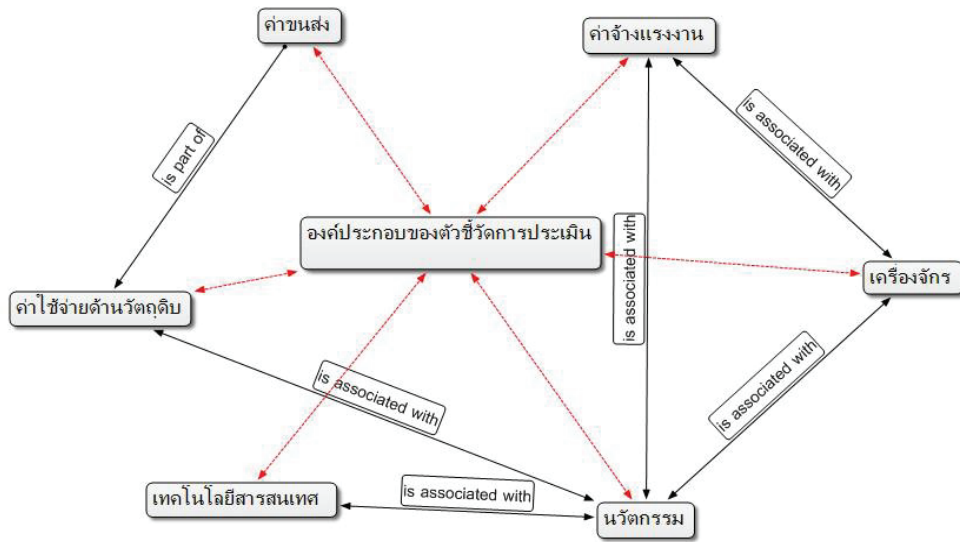 ค่าขนส่ง
ค่าจ้างแรงงาน
is part of
is associated with
องค์ประกอบของตัวชี้วัดการประเมิน
is associated with
เครื่องจักร
ค่าใช้จ่ายด้านวัตถุดิบ
is associated with
is associated with
เทคโนโลยีสารสนเทศ
is associated with
นวัตกรรม